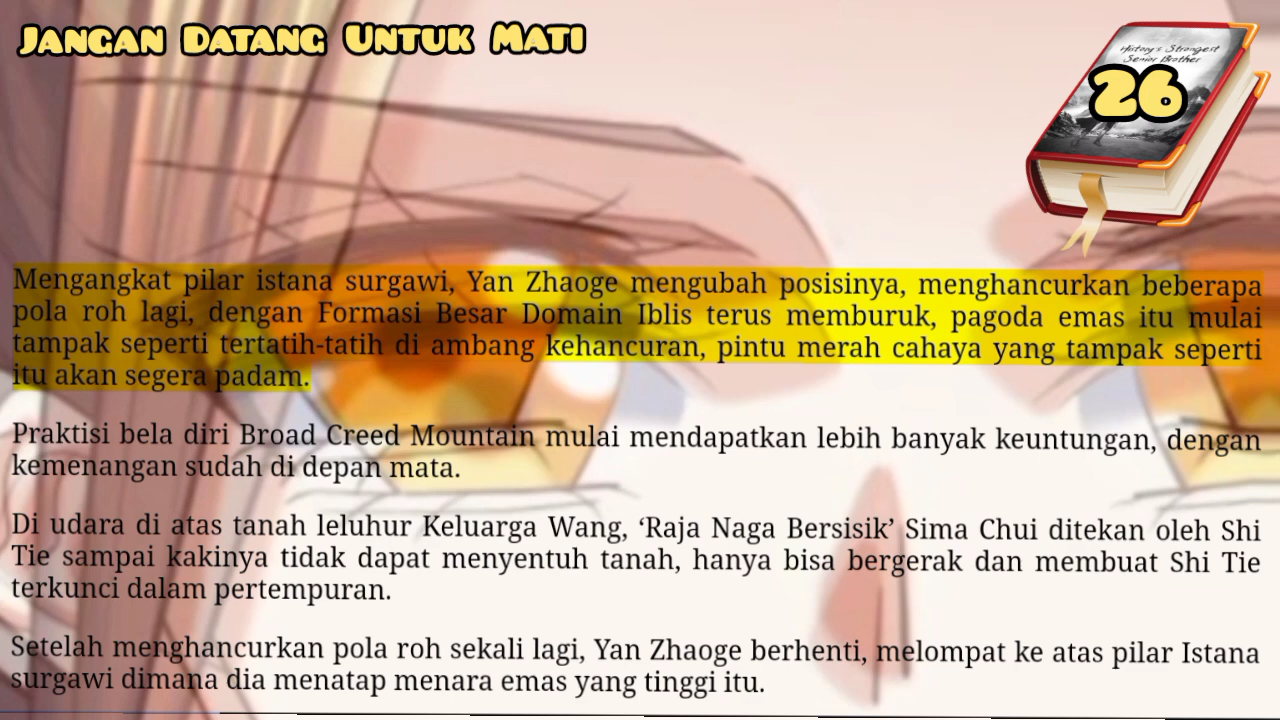 Jangan Datang Untuk Mati
History's Strongest
Senior Brother
26
Mengangkat pilar istana surgawi, Yan Zhaoge mengubah posisinya, menghancurkan beberapa
pola roh lagi, dengan Formasi Besar Domain Iblis terus memburuk, pagoda emas itu mulai
tampak seperti tertatih-tatih di ambang kehancuran, pintu merah cahaya yang tampak seperti
itu akan segera padam.
Praktisi bela diri Broad Creed Mountain mulai mendapatkan lebih banyak keuntungan, dengan
kemenangan sudah di depan mata.
Di udara di atas tanah leluhur Keluarga Wang, ‘Raja Naga Bersisik’ Sima Chui ditekan oleh Shi
Tie sampai kakinya tidak dapat menyentuh tanah, hanya bisa bergerak dan membuat Shi Tie
terkunci dalam pertempuran.
Setelah menghancurkan pola roh sekali lagi, Yan Zhaoge berhenti, melompat ke atas pilar Istana
surgawi dimana dia menatap menara emas yang tinggi itu.